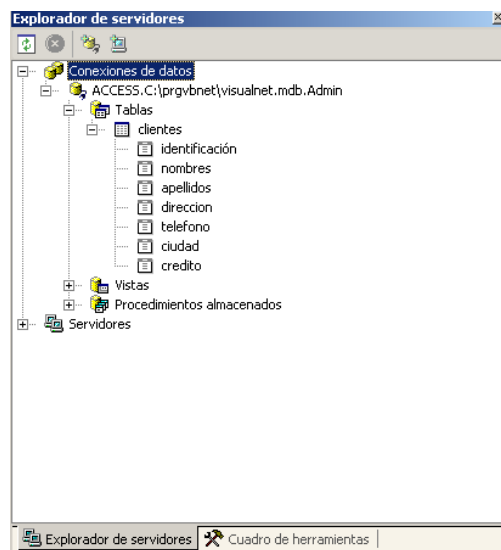 Explorador de servidores
Conexiones de datos
ACCESS.C:\prgvbnet\visualnet.mdb.Admin
Tablas
clientes
identificación
nombres
apellidos
direccion
telefono
ciudad
credito
Vistas
Procedimientos almacenados
Servidores
Explorador de servidores
Cuadro de herramientas